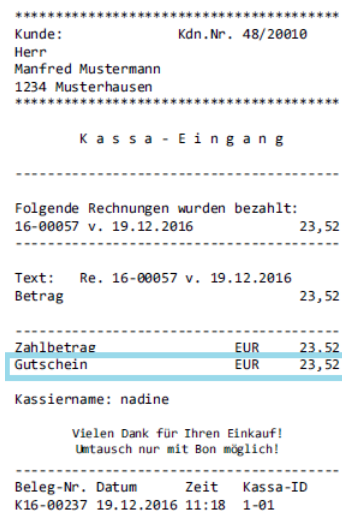 ****************************************
Kunde: Kdn.Nr. 48/20010
Herr
Manfred Mustermann
1234 Musterhausen
****************************************
K a s s a - E i n g a n g
----------------------------------------
Folgende Rechnungen wurden bezahlt:
16-00057 v. 19.12.2016 23,52
----------------------------------------
Text: Re. 16-00057 v. 19.12.2016
Betrag 23,52
----------------------------------------
Zahlbetrag EUR 23,52
Gutschein EUR 23,52
Kassiername: nadine
Vielen Dank für Ihren Einkauf!
Umtausch nur mit Bon möglich!
----------------------------------------
Beleg-Nr. Datum Zeit Kassa-ID
K16-00237 19.12.2016 11:18 1-01